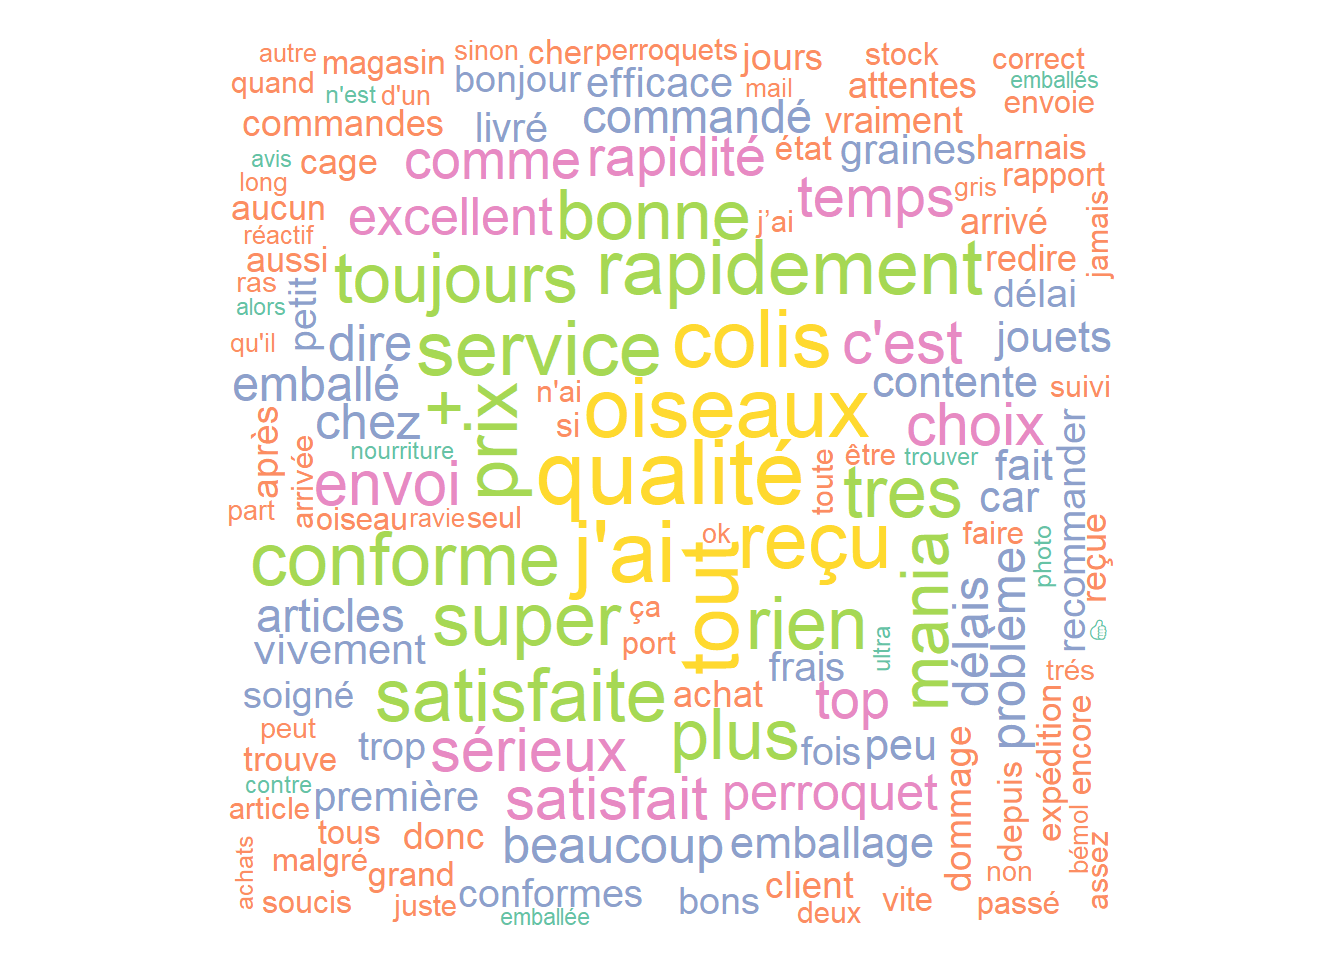 autre
magasin
sinon
cher
perroquets
jours
stock
correct
quand
n'est
d'un
bonjour
efficace
mail
attentes
emballés
envoie
commandes
livré
commandé
vraiment
avis
cage
comme
rapidité
état
graines
harnais
long
aucun
excellent
bonne
j’ai
temps
gris
rapport
réactif
arrivé
jamais
aussi
toujours
rapidement
redire
ras
alors
petit
délai
qu'il
dire
service
colis
c'est
jouets
emballé
n'ai
contente
suivi
chez
+
prix
si
oiseaux
choix
recommander
après
arrivée
nourriture
qualité
toute
être
trouver
fait
envoi
tres
car
part
oiseau
ravie
seul
ok
faire
photo
reçue
conforme
j'ai
tout
reçu
mania
problème
articles
super
ça
rien
délais
vivement
port
ultra
👍
soigné
satisfaite
achat
frais
top
trés
peut
trop
sérieux
plus
fois
peu
expédition
encore
trouve
contre
article
première
satisfait
perroquet
dommage
depuis
bémol
assez
tous
donc
beaucoup
emballage
achats
malgré
grand
non
soucis
juste
conformes
bons
client
vite
passé
emballée
deux